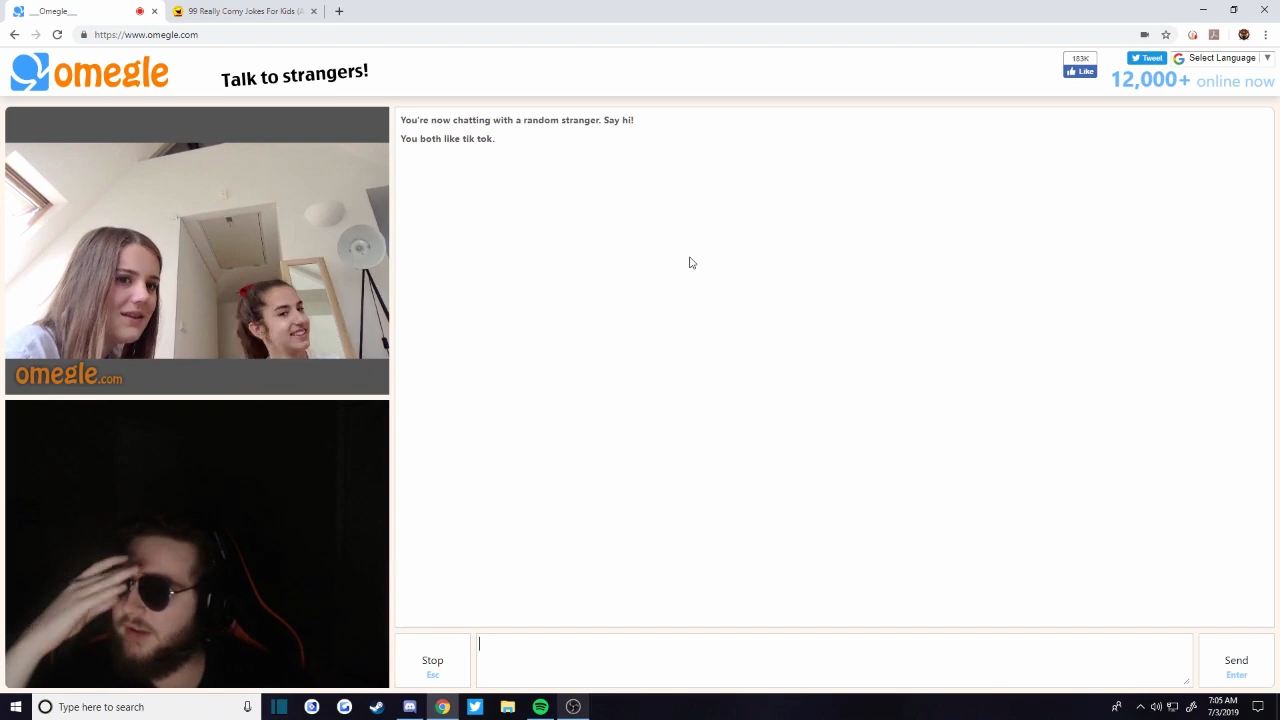 __Omegle__
99 Really Corny Jokes For Kids (A
https://www.omegle.com
omegle
Talk to strangers!
183K
Like
Tweet
Select Language
12,000+ online now
You're now chatting with a random stranger. Say hi!
You both like tik tok.
omegle.com
Stop
Esc
Send
Enter
Type here to search
7:05 AM
7/3/2019